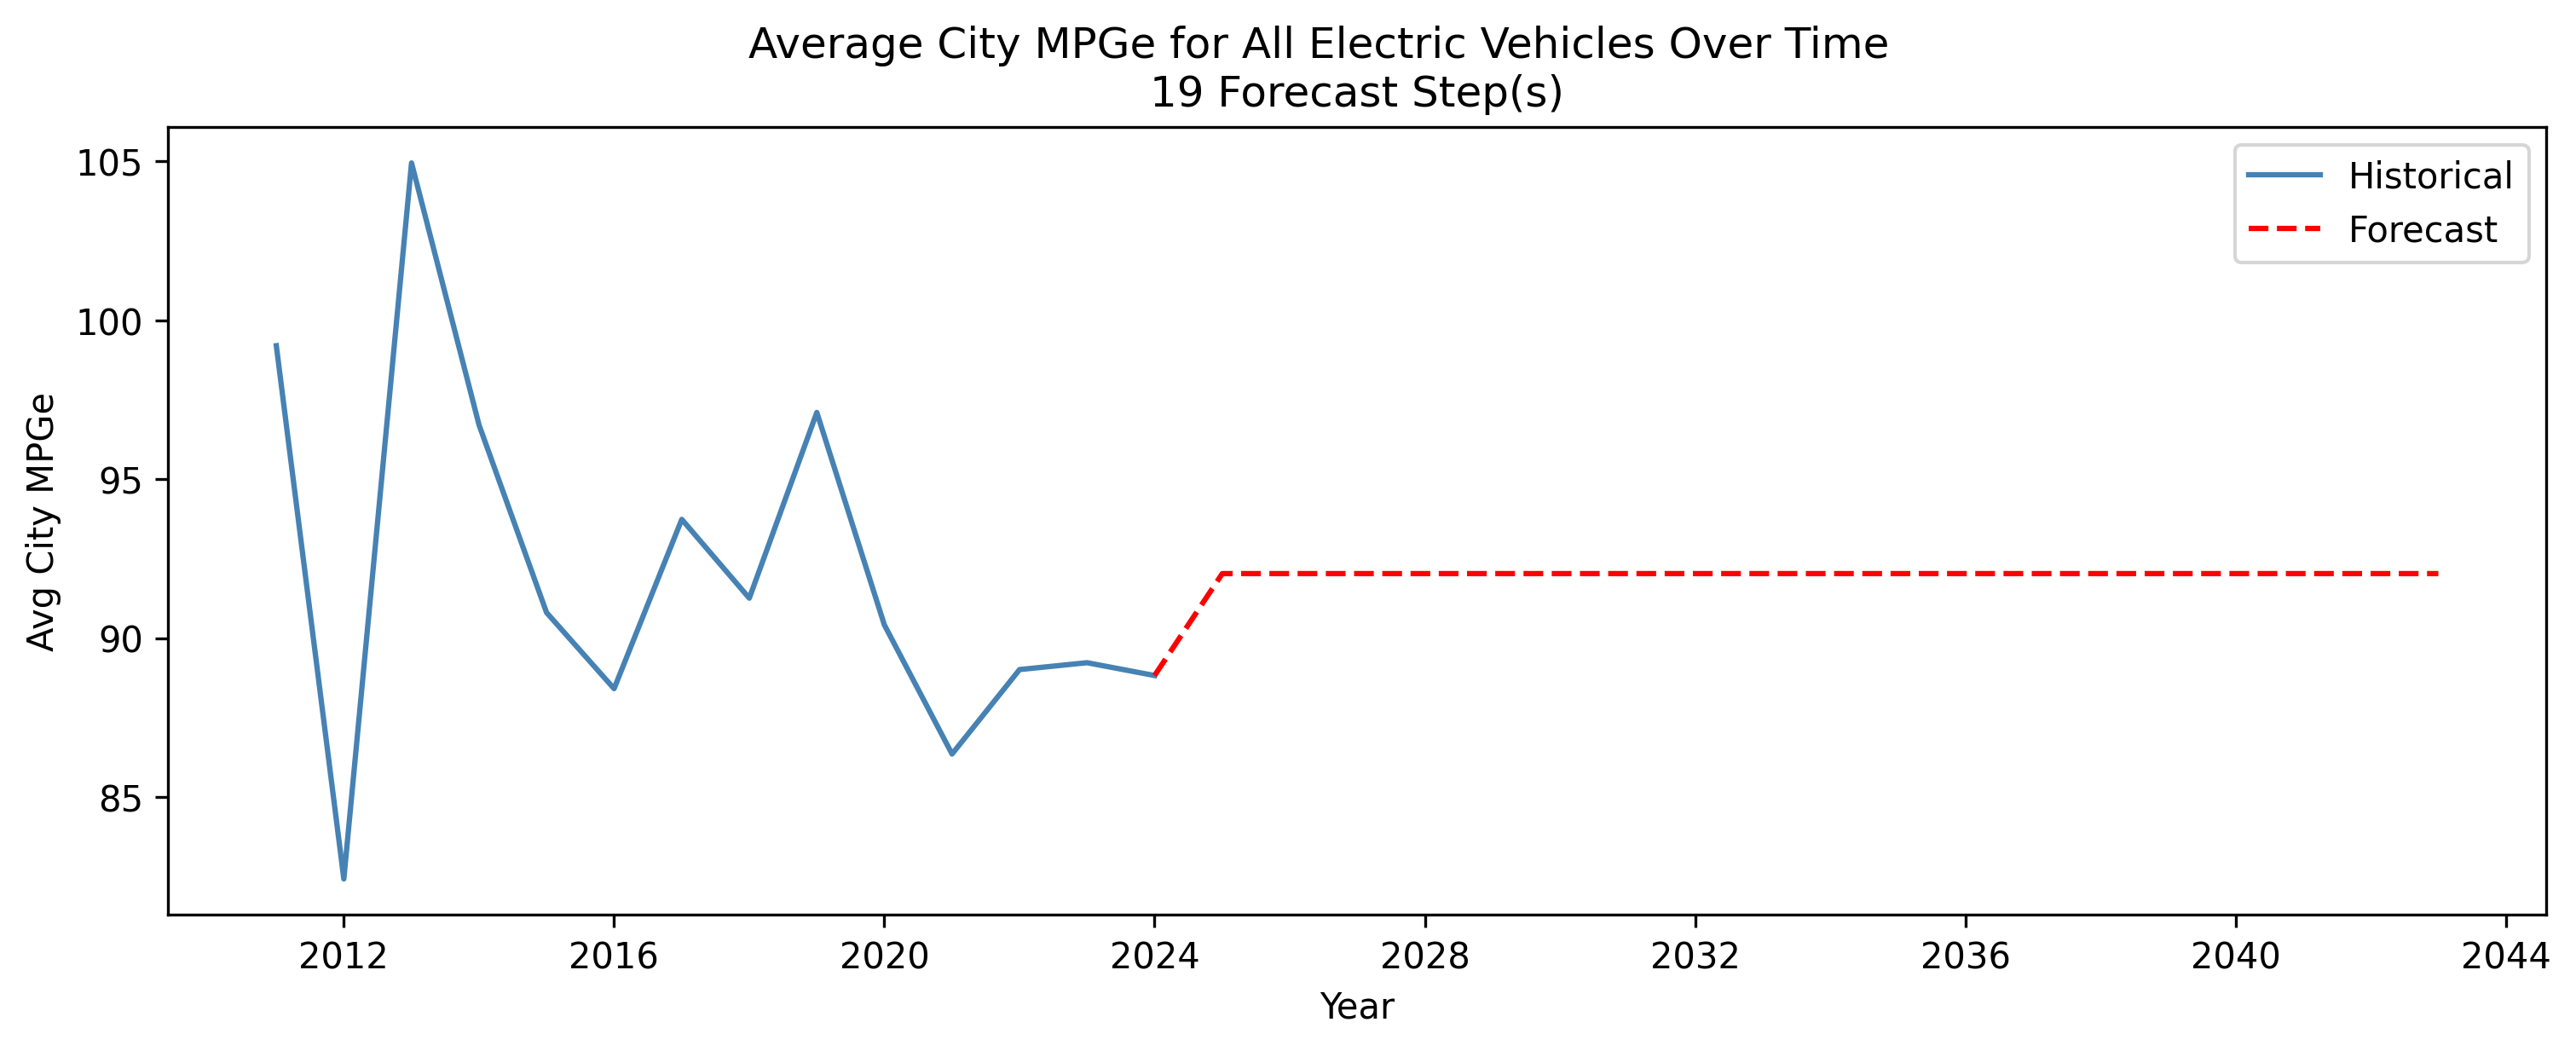 Average City MPGe for All Electric Vehicles Over Time
19 Forecast Step(s)
105
100
95
90
85
Avg City MPGe
Historical
Forecast
2012 2016 2020 2024 2028 2032 2036 2040 2044
Year